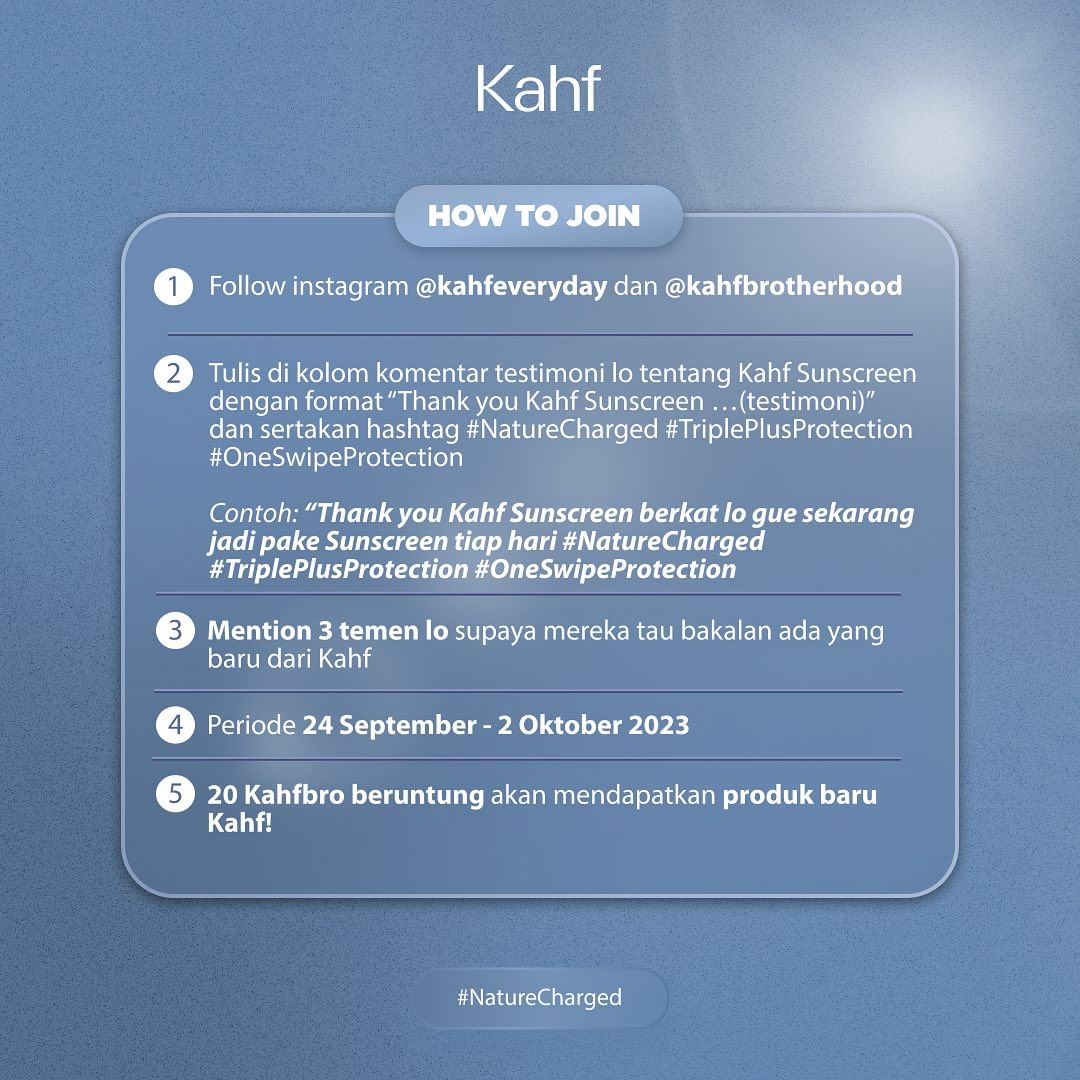 Kahf
HOW TO JOIN
1 Follow instagram @kahfeveryday dan @kahfbrotherhood
2 Tulis di kolom komentar testimoni lo tentang Kahf Sunscreen
dengan format “Thank you Kahf Sunscreen …(testimoni)”
dan sertakan hashtag #NatureCharged #TriplePlusProtection
#OneSwipeProtection
Contoh: “Thank you Kahf Sunscreen berkat lo gue sekarang
jadi pake Sunscreen tiap hari #NatureCharged
#TriplePlusProtection #OneSwipeProtection
3 Mention 3 temen lo supaya mereka tau bakalan ada yang
baru dari Kahf
4 Periode 24 September - 2 Oktober 2023
5 20 Kahfbro beruntung akan mendapatkan produk baru
Kahf!
#NatureCharged